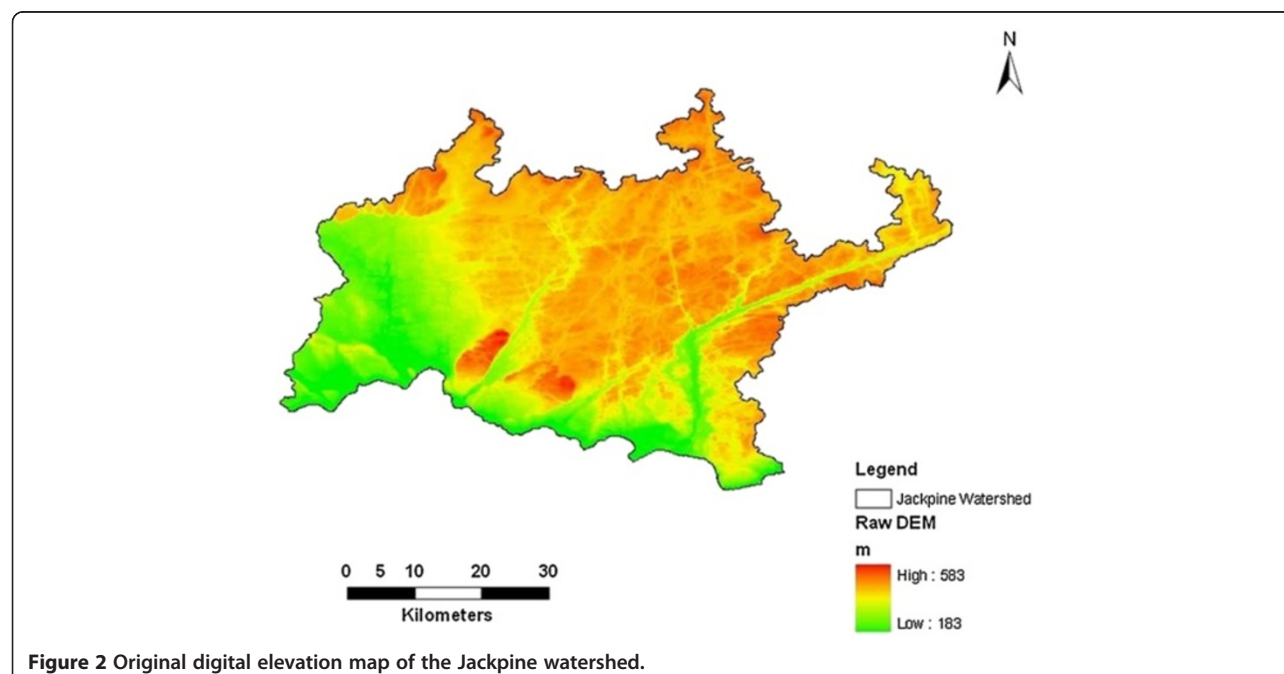 N
Legend
Jackpine Watershed
Raw DEM
m
High : 583
Low : 183
0 5 10 20 30
Kilometers
Figure 2 Original digital elevation map of the Jackpine watershed.